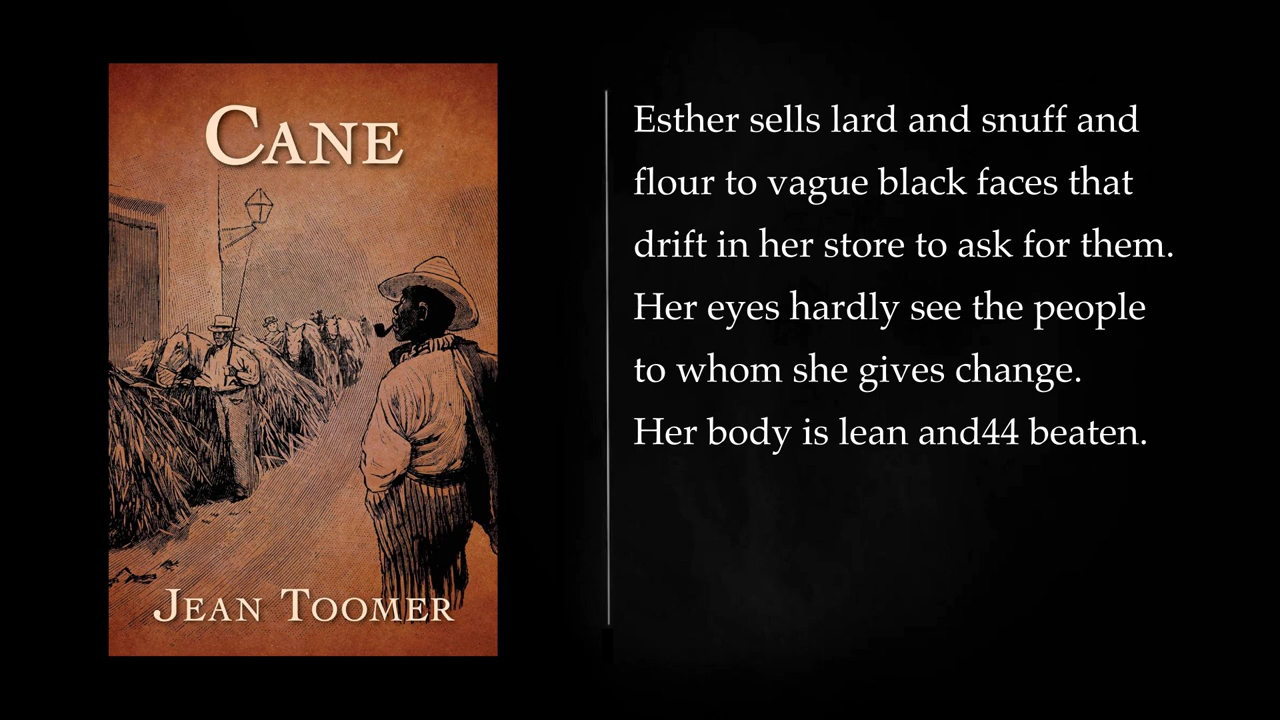 CANE
JEAN TOOMER
Esther sells lard and snuff and
flour to vague black faces that
drift in her store to ask for them.
Her eyes hardly see the people
to whom she gives change.
Her body is lean and44 beaten.